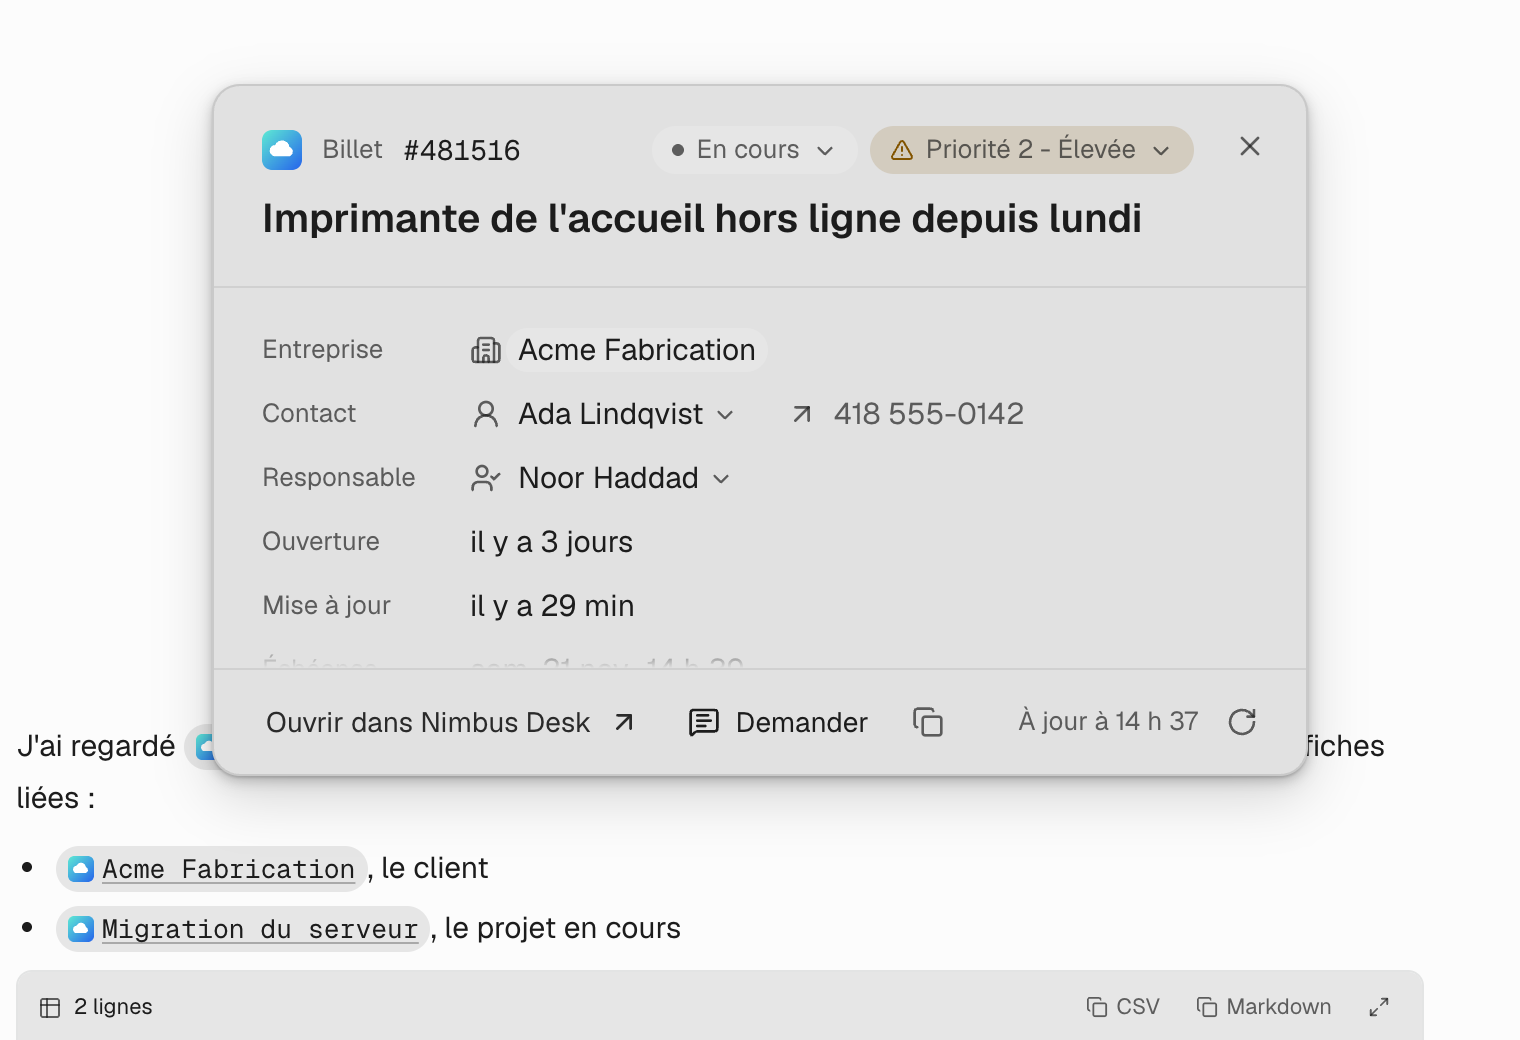 Billet #481516 En cours Priorité 2 - Élevée
Imprimante de l'accueil hors ligne depuis lundi
Entreprise Acme Fabrication
Contact Ada Lindqvist 418 555-0142
Responsable Noor Haddad
Ouverture il y a 3 jours
Mise à jour il y a 29 min
Ouvrir dans Nimbus Desk Demander À jour à 14 h 37
J'ai regardé fiches
liées :
Acme Fabrication, le client
Migration du serveur, le projet en cours
2 lignes CSV Markdown